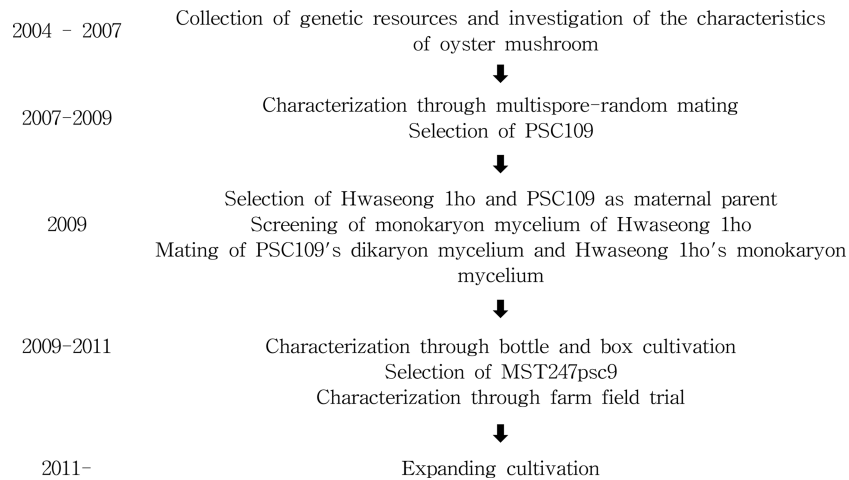 2004 - 2007
Collection of genetic resources and investigation of the characteristics
of oyster mushroom
2007-2009
Characterization through multispore-random mating
Selection of PSC109
2009
Selection of Hwaseong 1ho and PSC109 as maternal parent
Screening of monokaryon mycelium of Hwaseong 1ho
Mating of PSC109's dikaryon mycelium and Hwaseong 1ho's monokaryon
mycelium
2009-2011
Characterization through bottle and box cultivation
Selection of MST247psc9
Characterization through farm field trial
2011-
Expanding cultivation